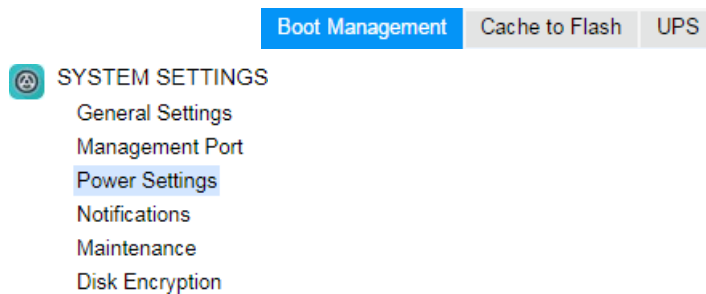 Boot Management Cache to Flash UPS
SYSTEM SETTINGS
General Settings
Management Port
Power Settings
Notifications
Maintenance
Disk Encryption